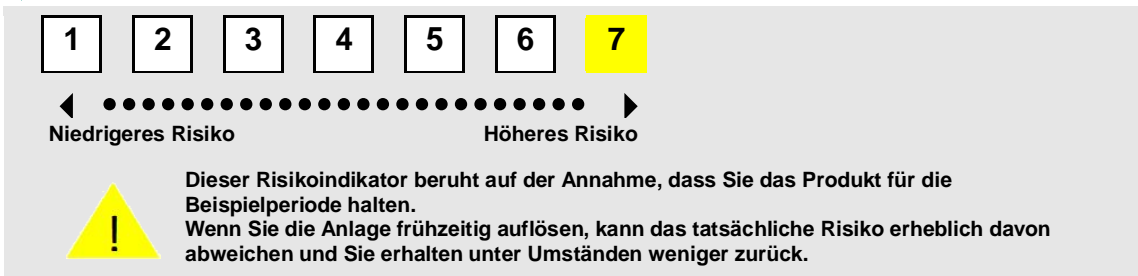 1 2 3 4 5 6 7
Niedrigeres Risiko Höheres Risiko
Dieser Risikoindikator beruht auf der Annahme, dass Sie das Produkt für die
Beispielperiode halten.
!
Wenn Sie die Anlage frühzeitig auflösen, kann das tatsächliche Risiko erheblich davon
abweichen und Sie erhalten unter Umständen weniger zurück.